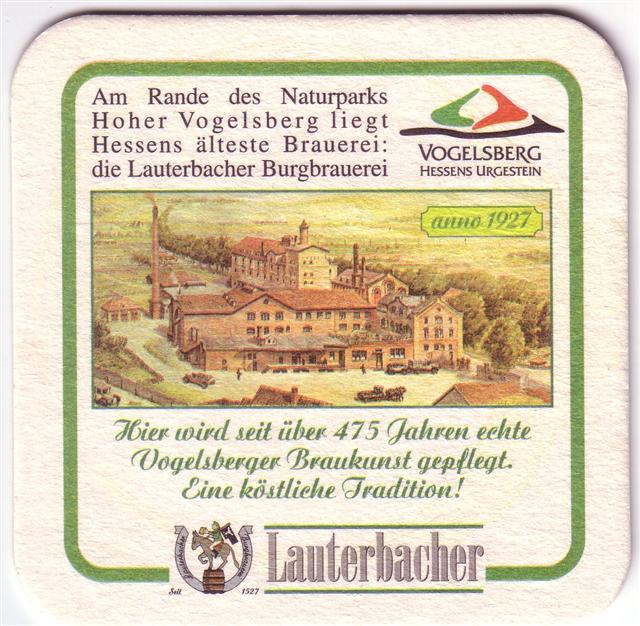 Am Rande des Naturparks
Hoher Vogelsberg liegt
Hessens älteste Brauerei:
die Lauterbacher Burgbrauerei
VOGELSBERG
HESSENS URGESTEIN
anno 1927
Hier wird seit über 475 Jahren echte
Vogelsberger Braukunst gepflegt.
Eine köstliche Tradition!
Lauterbacher
Seit 1527